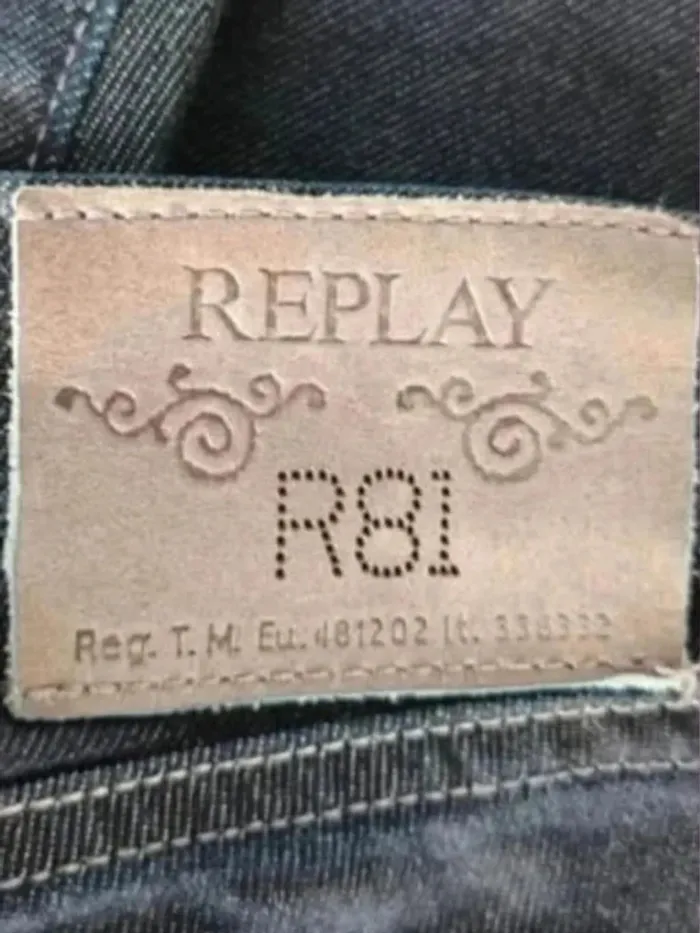 REPLAY
R81
Reg. T. M. Eu. 481202 It. 338332